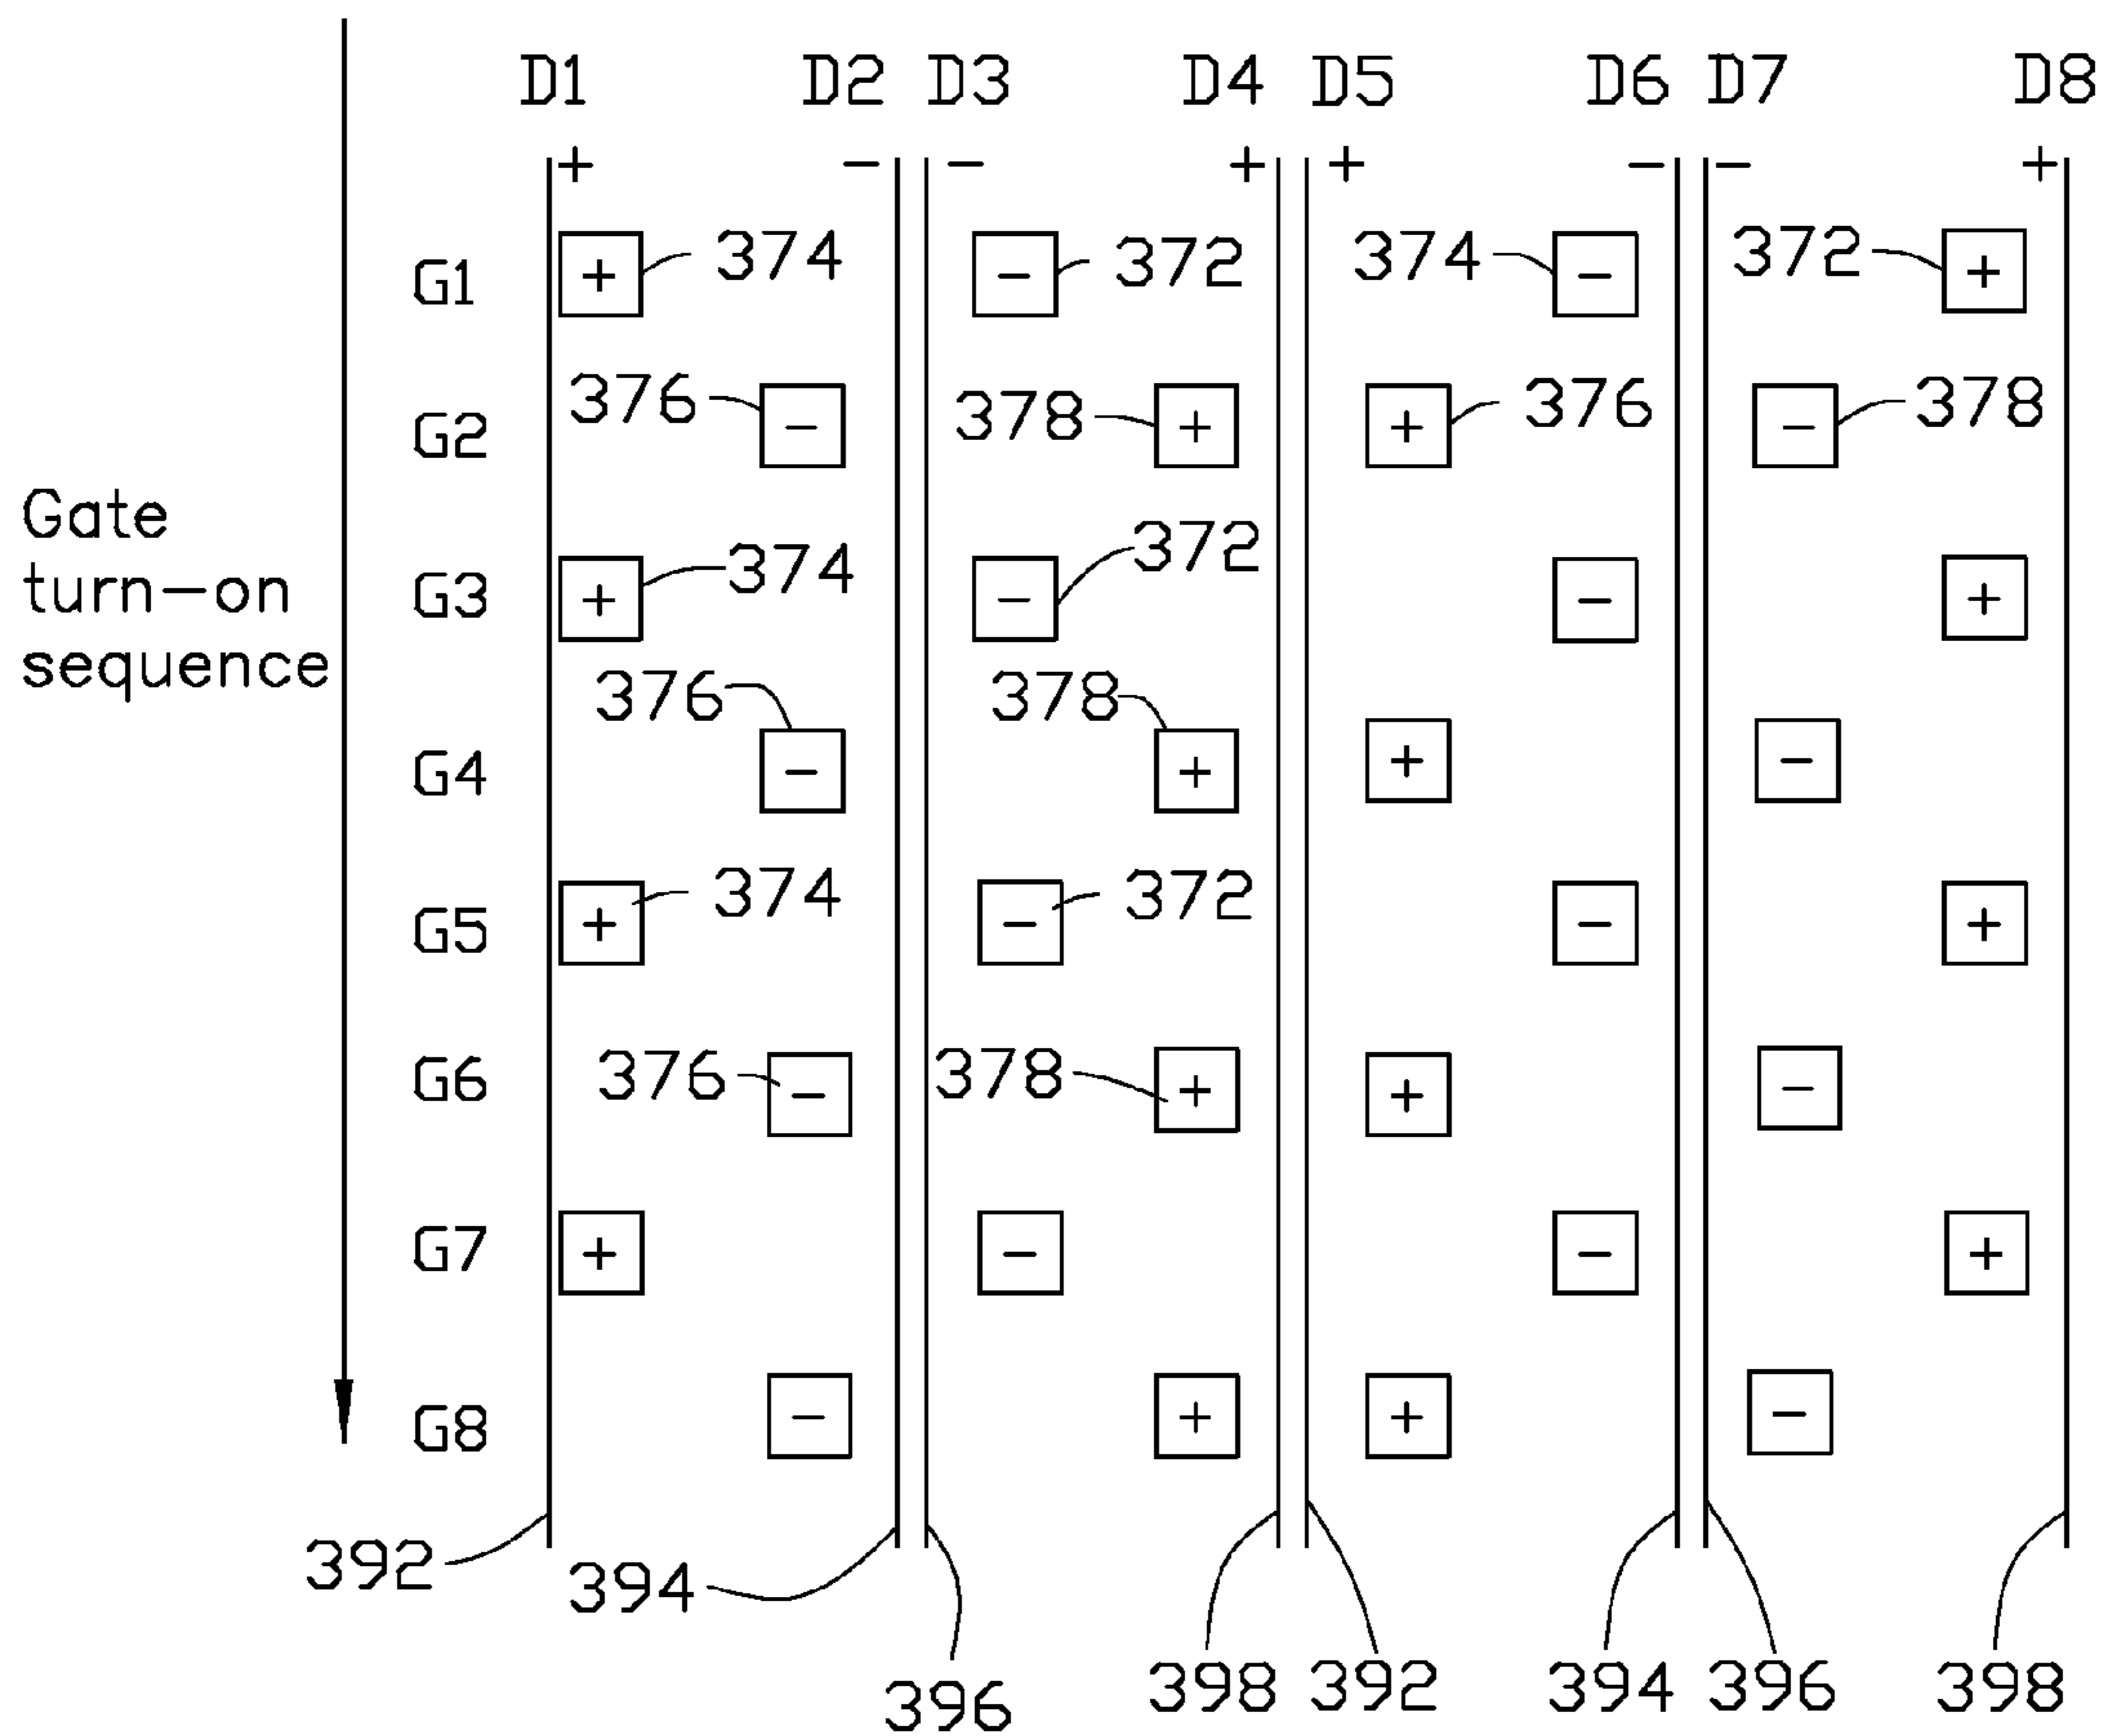 D1 D2 D3 D4 D5 D6 D7 D8
+ − − + + − − +
G1 + 374 − 372 374 − 372 +
G2 376 − 378 + + 376 − 378
Gate
turn-on
sequence
G3 + 374 − 372 − +
G4 376 − 378 + + −
G5 + 374 − 372 − +
G6 376 − 378 + + −
G7 + − − +
G8 − + + −
392 394 396 398 392 394 396 398